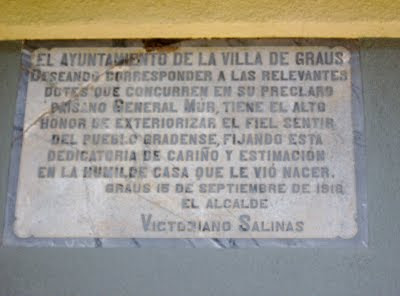 EL AYUNTAMIENTO DE LA VILLA DE GRAUS
DESEANDO CORRESPONDER A LAS RELEVANTES
DOTES QUE CONCURREN EN SU PRECLARO
PAISANO GENERAL MUR, TIENE EL ALTO
HONOR DE EXTERIORIZAR EL FIEL SENTIR
DEL PUEBLO GRADENSE, FIJANDO ESTA
DEDICATORIA DE CARIÑO Y ESTIMACION
EN LA HUMILDE CASA QUE LE VIÓ NACER.
GRAUS 15 DE SEPTIEMBRE DE 1918
EL ALCALDE
VICTORIANO SALINAS